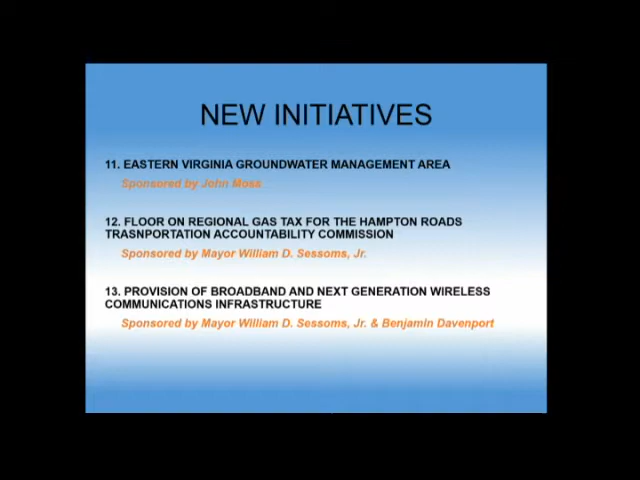 NEW INITIATIVES
11. EASTERN VIRGINIA GROUNDWATER MANAGEMENT AREA
Sponsored by John Moss
12. FLOOR ON REGIONAL GAS TAX FOR THE HAMPTON ROADS
TRASNPORTATION ACCOUNTABILITY COMMISSION
Sponsored by Mayor William D. Sessoms, Jr.
13. PROVISION OF BROADBAND AND NEXT GENERATION WIRELESS
COMMUNICATIONS INFRASTRUCTURE
Sponsored by Mayor William D. Sessoms, Jr. & Benjamin Davenport